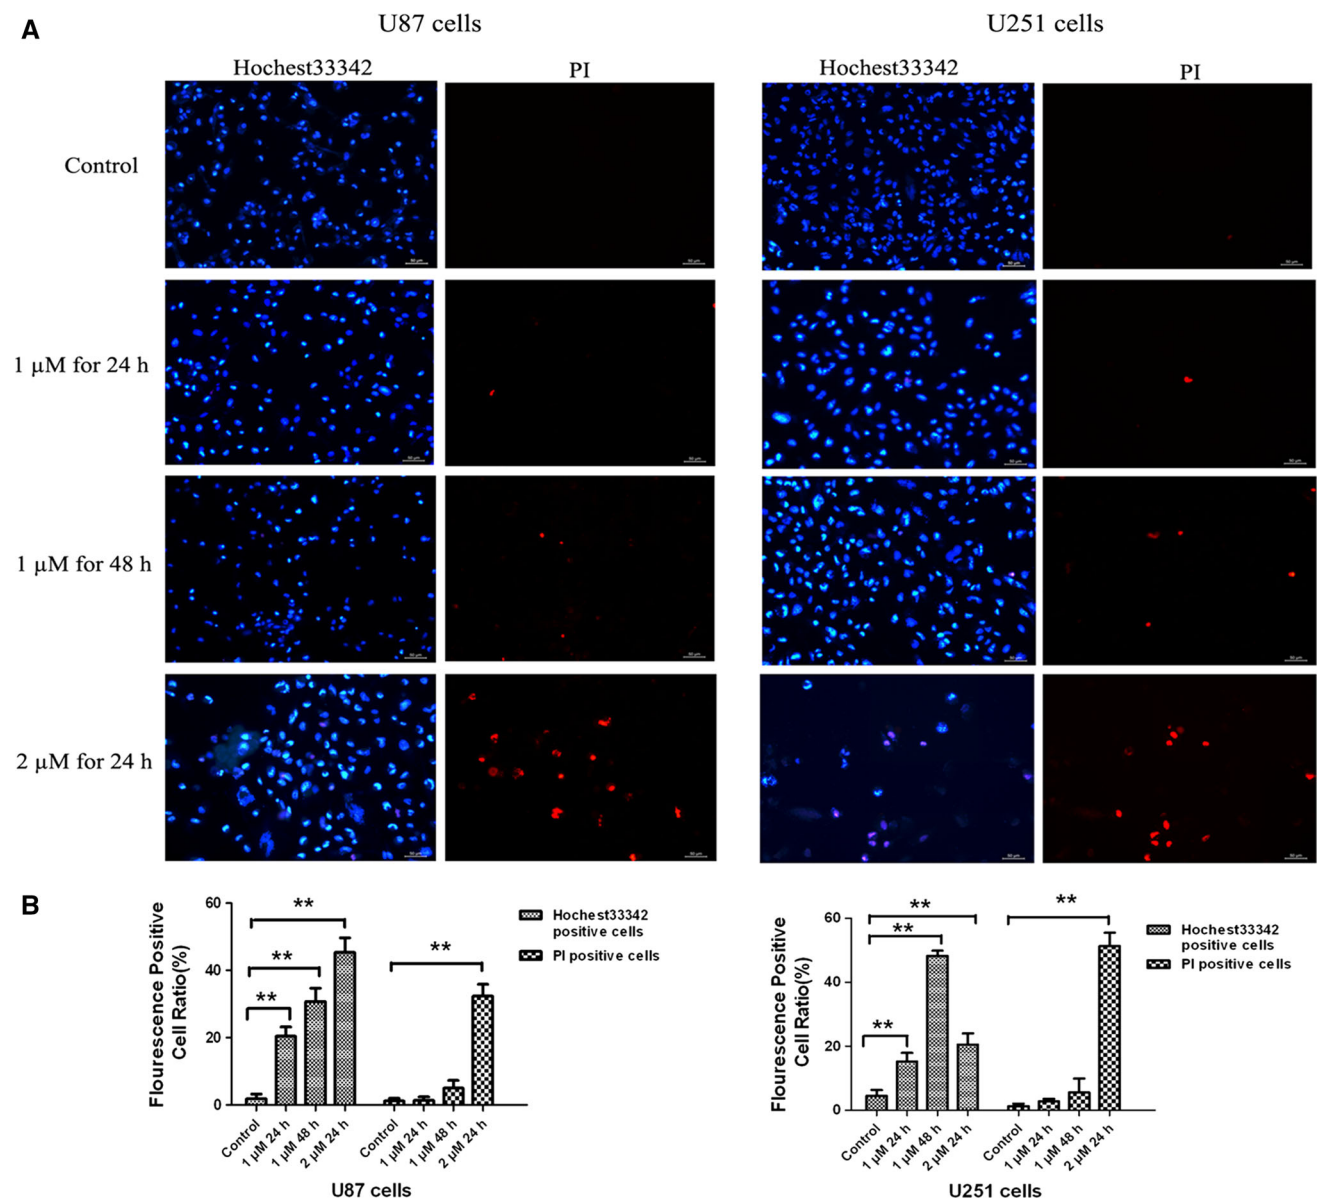 A
U87 cells
U251 cells
Hochest33342
PI
Hochest33342
PI
Control
1 µM for 24 h
1 µM for 48 h
2 µM for 24 h
B
Flourescence Positive
Cell Ratio(%)
60
40
20
0
**
**
**
**
Hochest33342
positive cells
PI positive cells
Control
1 µM 24 h
1 µM 48 h
2 µM 24 h
Control
1 µM 24 h
1 µM 48 h
2 µM 24 h
U87 cells
Flourescence Positive
Cell Ratio(%)
60
40
20
0
**
**
**
**
Hochest33342
positive cells
PI positive cells
Control
1 µM 24 h
1 µM 48 h
2 µM 24 h
Control
1 µM 24 h
1 µM 48 h
2 µM 24 h
U251 cells